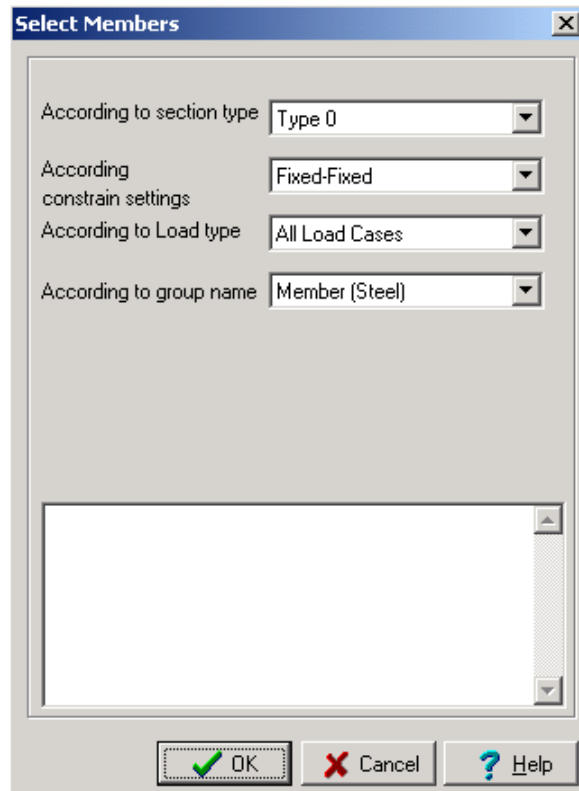 Select Members
According to section type Type 0
According
constrain settings Fixed-Fixed
According to Load type All Load Cases
According to group name Member (Steel)
OK Cancel Help